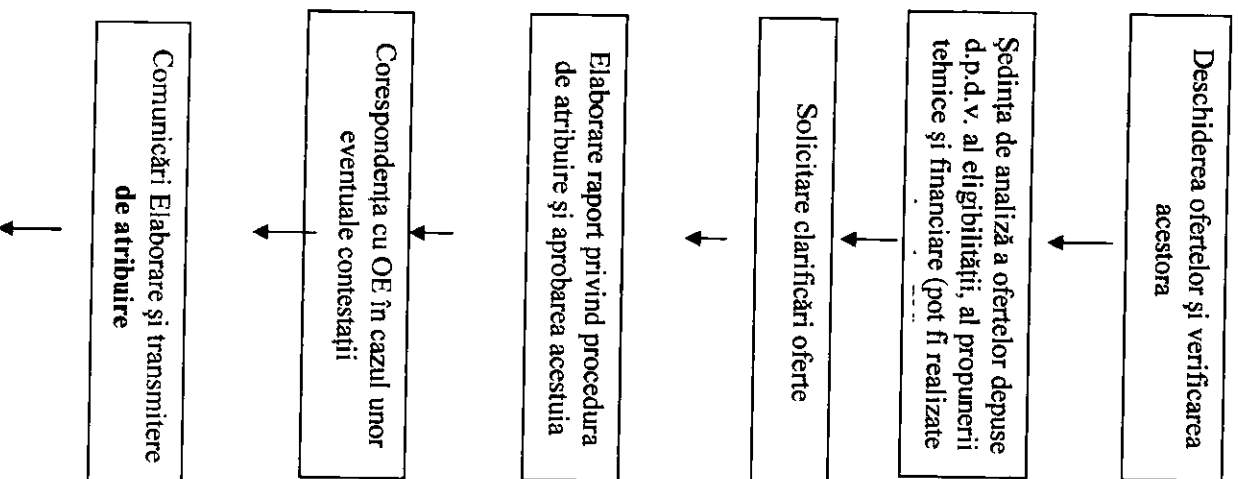 Deschiderea ofertelor și verificarea
acestora
Ședința de analiză a ofertelor depuse
d.p.d.v. al eligibilității, al propunerii
tehnice și financiare (pot fi realizate
Solicitare clarificări oferte
Elaborare raport privind procedura
de atribuire și aprobarea acestuia
Corespondența cu OE în cazul unor
eventuale contestații
Comunicări Elaborare și transmitere
de atribuire